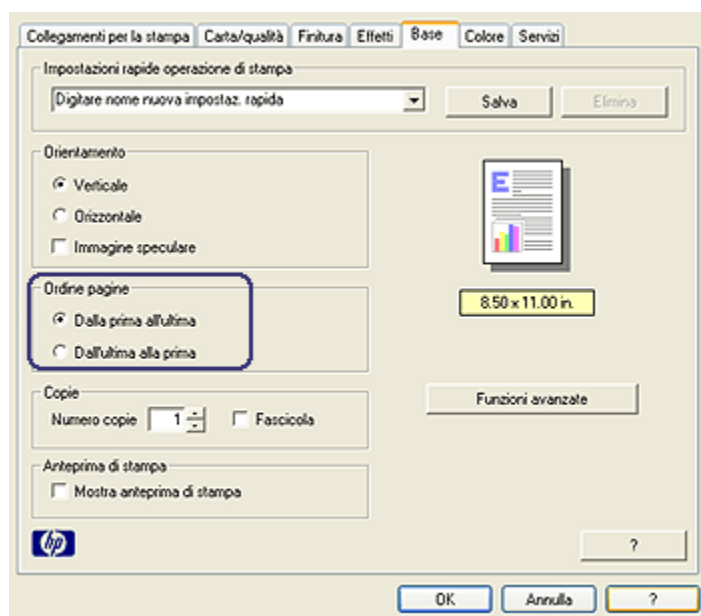 Collegamenti per la stampa Carta/qualità Finitura Effetti Base Colore Servizi
Impostazioni rapide operazione di stampa
Digitare nome nuova impostaz. rapida Salva Elimina
Orientamento
Verticale
Orizzontale
Immagine speculare
E
Ordine pagine
Dalla prima all'ultima
Dall'ultima alla prima
8.50 x 11.00 in.
Copie
Numero copie 1 Fascicola
Funzioni avanzate
Anteprima di stampa
Mostra anteprima di stampa
hp
?
OK Annulla ?